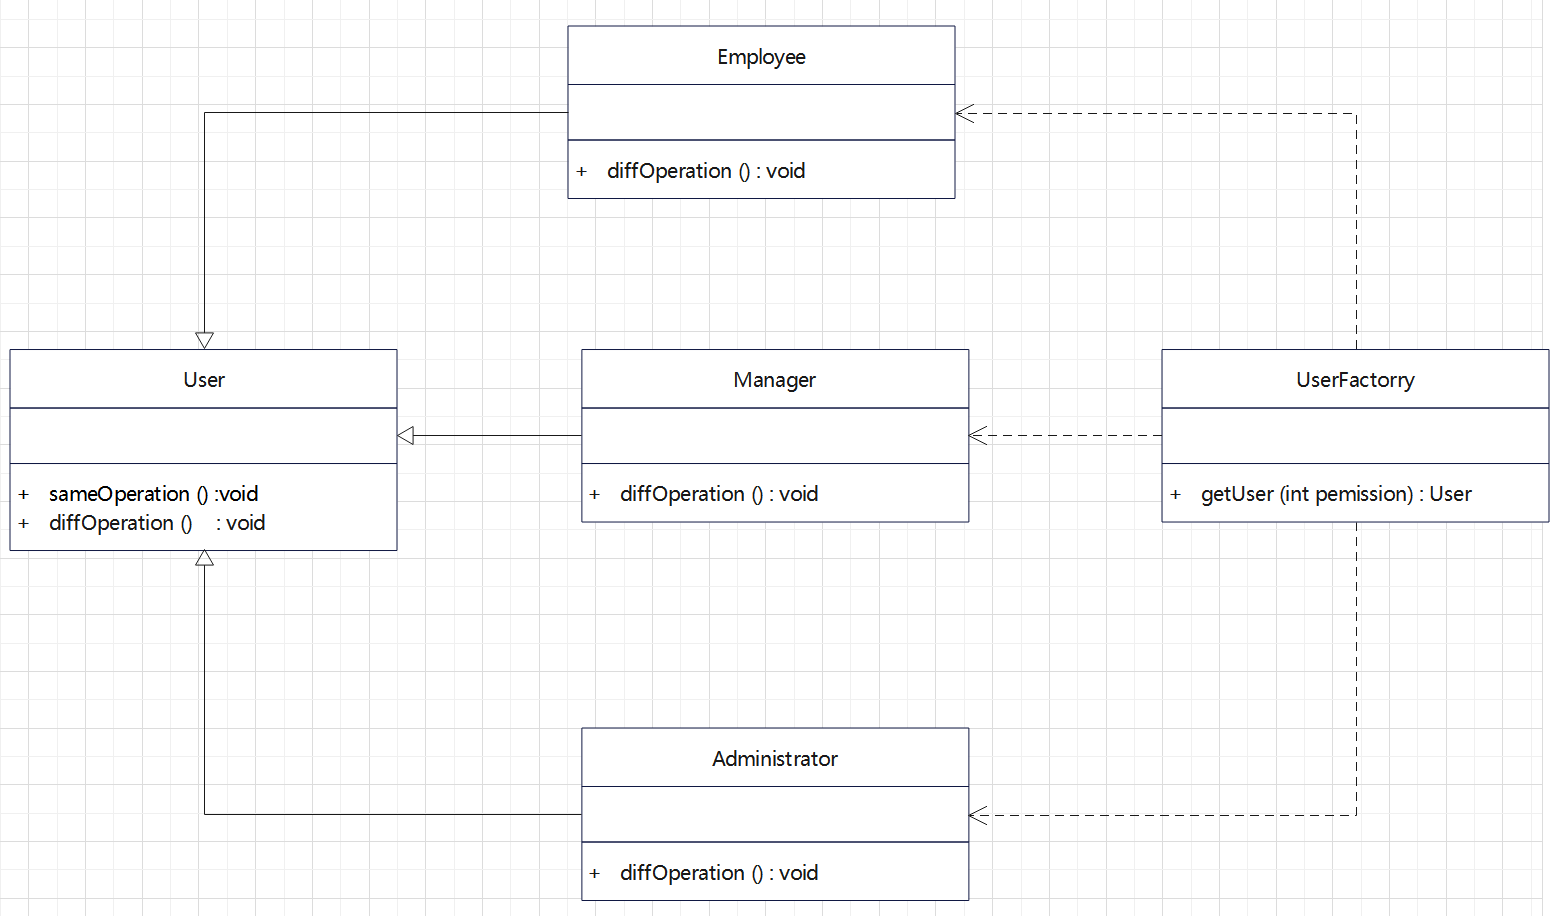 Employee
+ diffOperation () : void
User
+ sameOperation () :void
+ diffOperation () : void
Manager
+ diffOperation () : void
UserFactorry
+ getUser (int pemission) : User
Administrator
+ diffOperation () : void